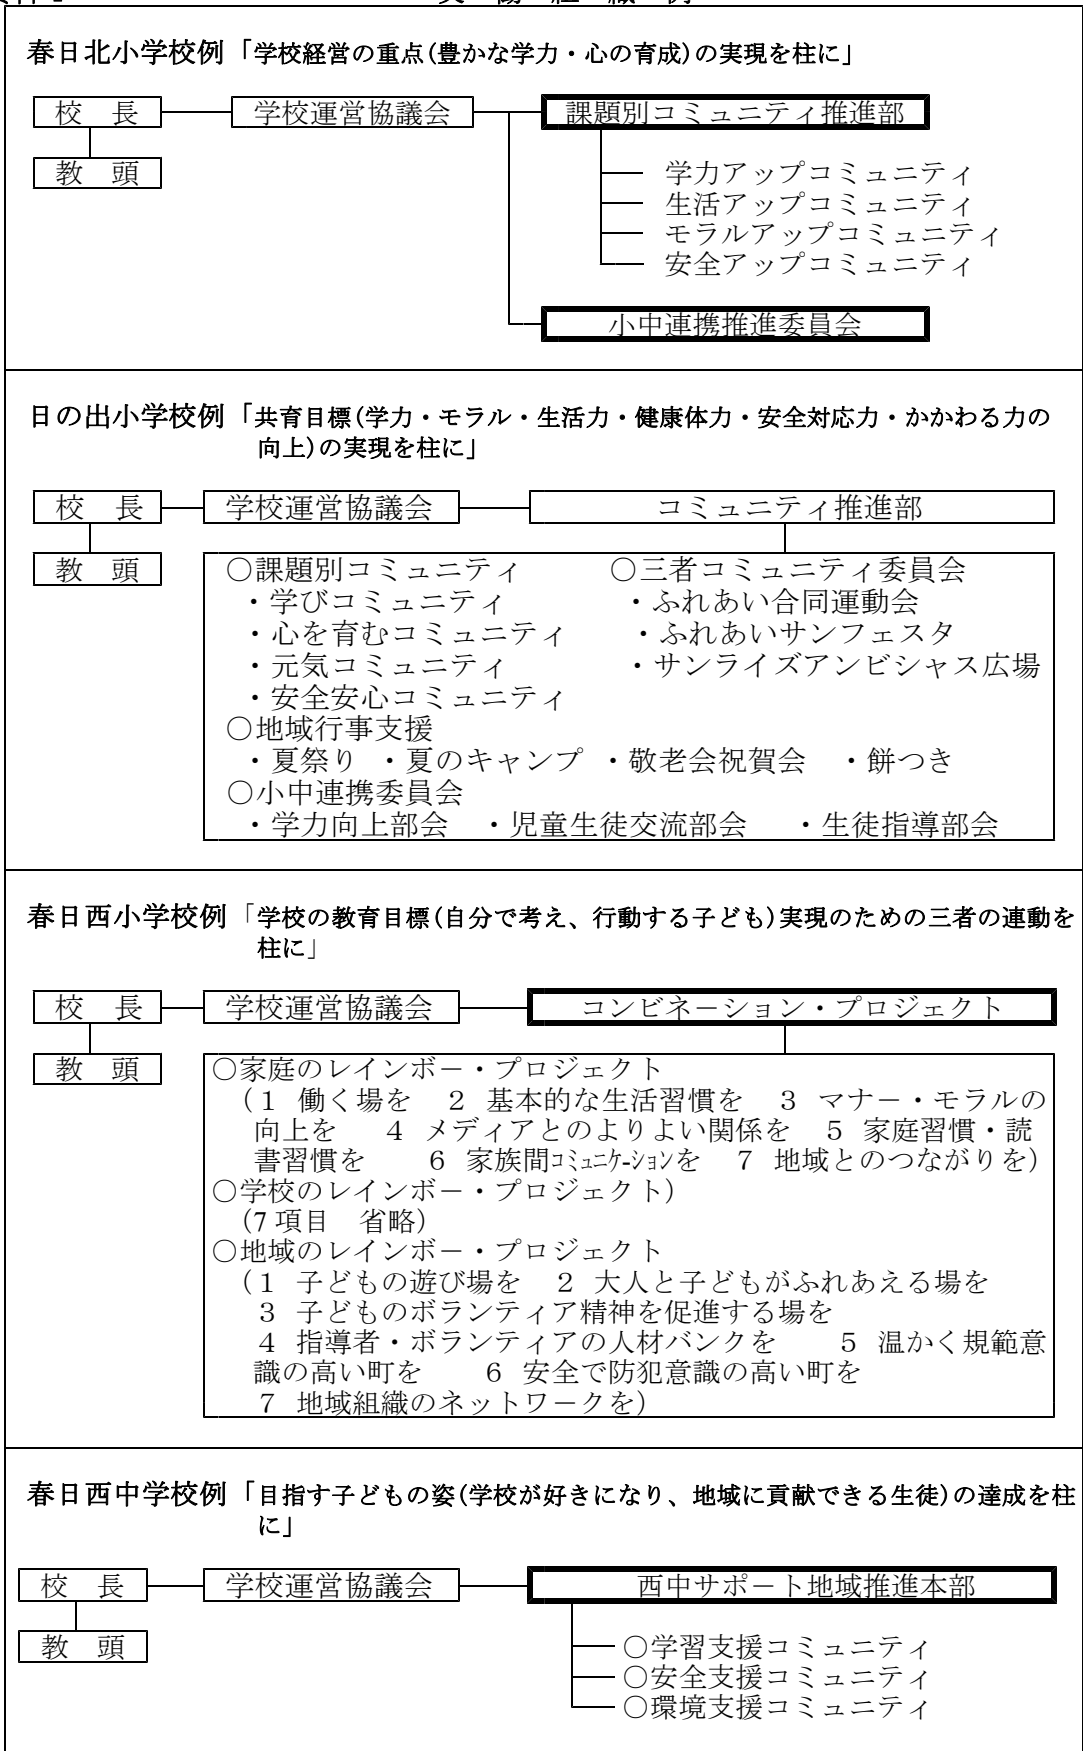 春日北小学校例「学校経営の重点(豊かな学力・心の育成)の実現を柱に」
校　長　学校運営協議会　課題別コミュニティ推進部
教　頭
学力アップコミュニティ
生活アップコミュニティ
モラルアップコミュニティ
安全アップコミュニティ
小中連携推進委員会
日の出小学校例「共育目標(学力・モラル・生活力・健康体力・安全対応力・かかわる力の
向上)の実現を柱に」
校　長　学校運営協議会　コミュニティ推進部
教　頭
○課題別コミュニティ　○三者コミュニティ委員会
・学びコミュニティ　・ふれあい合同運動会
・心を育むコミュニティ　・ふれあいサンフェスタ
・元気コミュニティ　・サンライズアンビシャス広場
・安全安心コミュニティ
○地域行事支援
・夏祭り　・夏のキャンプ　・敬老会祝賀会　・餅つき
○小中連携委員会
・学力向上部会　・児童生徒交流部会　・生徒指導部会
春日西小学校例「学校の教育目標(自分で考え、行動する子ども)実現のための三者の連動を
柱に」
校　長　学校運営協議会　コンビネーション・プロジェクト
教　頭
○家庭のレインボー・プロジェクト
（１　働く場を　２　基本的な生活習慣を　３　マナー・モラルの
向上を　４　メディアとのよりよい関係を　５　家庭習慣・読
書習慣を　６　家族間ｺﾐｭﾆｹｰｼｮﾝを　７　地域とのつながりを）
○学校のレインボー・プロジェクト）
（7 項目　省略）
○地域のレインボー・プロジェクト
（１　子どもの遊び場を　２　大人と子どもがふれあえる場を
３　子どものボランティア精神を促進する場を
４　指導者・ボランティアの人材バンクを　５　温かく規範意
識の高い町を　６　安全で防犯意識の高い町を
７　地域組織のネットワークを）
春日西中学校例「目指す子どもの姿(学校が好きになり、地域に貢献できる生徒)の達成を柱
に」
校　長　学校運営協議会　西中サポート地域推進本部
教　頭
○学習支援コミュニティ
○安全支援コミュニティ
○環境支援コミュニティ